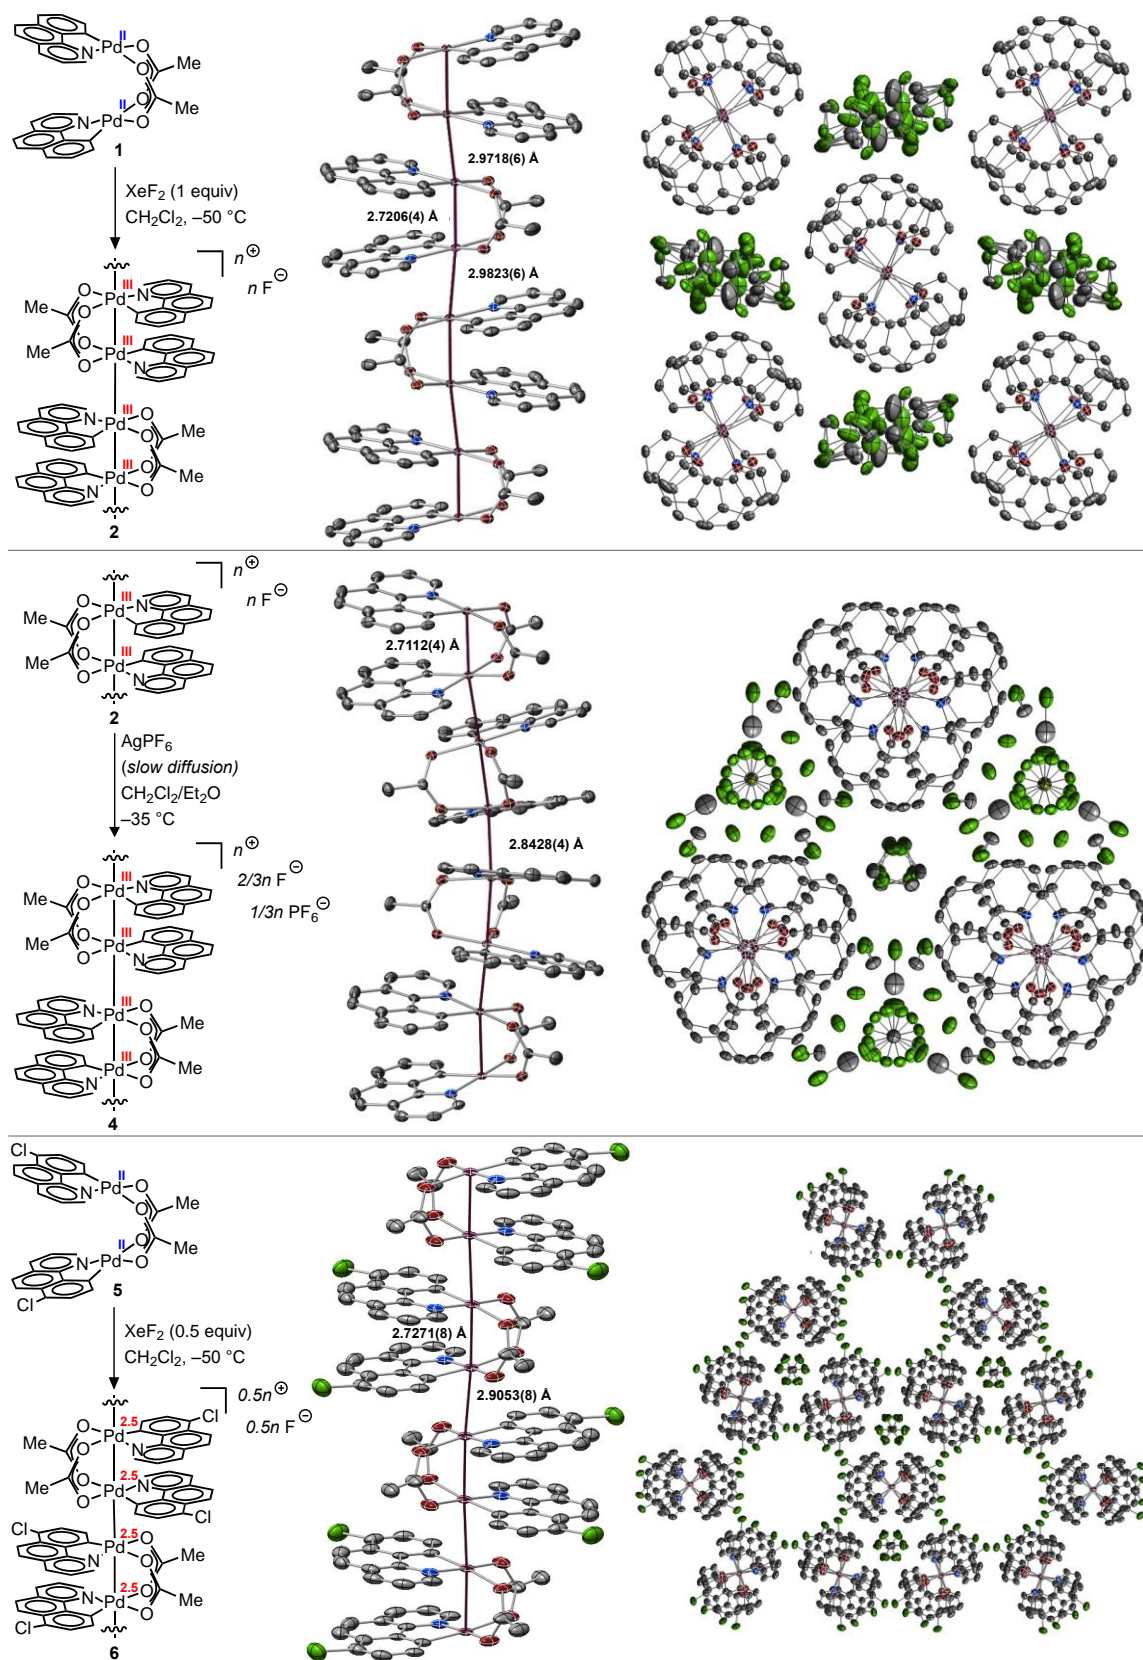 II
N Pd O
O
Me
O
II
N Pd O
Me
1
XeF₂ (1 equiv)
CH₂Cl₂, –50 °C
n⊕
n F⊖
III
O Pd N
Me O
O III
Me O Pd N
III
Pd O
N O Me
III
O
N Pd O Me
2
2.9718(6) Å
2.7206(4) Å
2.9823(6) Å
n⊕
n F⊖
III
O Pd N
Me O
O III
Me O Pd N
2
AgPF₆
(slow diffusion)
CH₂Cl₂/Et₂O
–35 °C
n⊕
2/3n F⊖
1/3n PF₆⊖
III
O Pd N
Me O
O III
Me O Pd N
III
N Pd O
O Me
III
O
N Pd O Me
4
2.7112(4) Å
2.8428(4) Å
Cl
II
N Pd O
O Me
II
O
N Pd O Me
Cl
5
XeF₂ (0.5 equiv)
CH₂Cl₂, –50 °C
0.5n⊕
0.5n F⊖
2.5 Cl
Me O Pd
O N
O 2.5
Me O Pd N
Cl
Cl 2.5
Pd O
N O Me
2.5
O
N Pd O Me
Cl
6
2.7271(8) Å
2.9053(8) Å